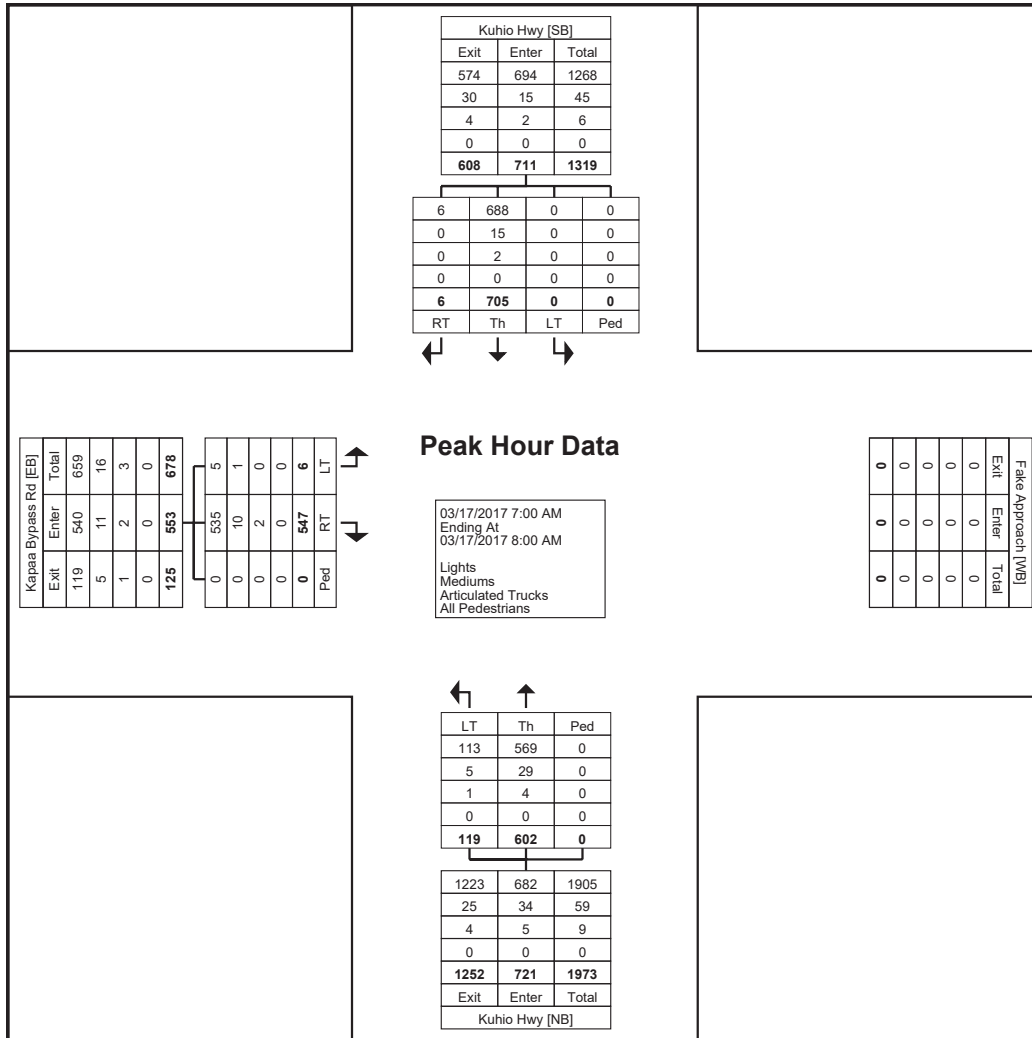 Kuhio Hwy [SB]
Exit Enter Total
574 694 1268
30 15 45
4 2 6
0 0 0
608 711 1319
6 688 0 0
0 15 0 0
0 2 0 0
0 0 0 0
6 705 0 0
RT Th LT Ped
Kapaa Bypass Rd [EB]
Total 659 16 3 0 678
Enter 540 11 2 0 553
Exit 119 5 1 0 125
5 1 0 0 6 LT
535 10 2 0 547 RT
0 0 0 0 0 Ped
Peak Hour Data
03/17/2017 7:00 AM
Ending At
03/17/2017 8:00 AM
Lights
Mediums
Articulated Trucks
All Pedestrians
Fake Approach [WB]
Exit 0 0 0 0 0
Enter 0 0 0 0 0
Total 0 0 0 0 0
LT Th Ped
113 569 0
5 29 0
1 4 0
0 0 0
119 602 0
1223 682 1905
25 34 59
4 5 9
0 0 0
1252 721 1973
Exit Enter Total
Kuhio Hwy [NB]